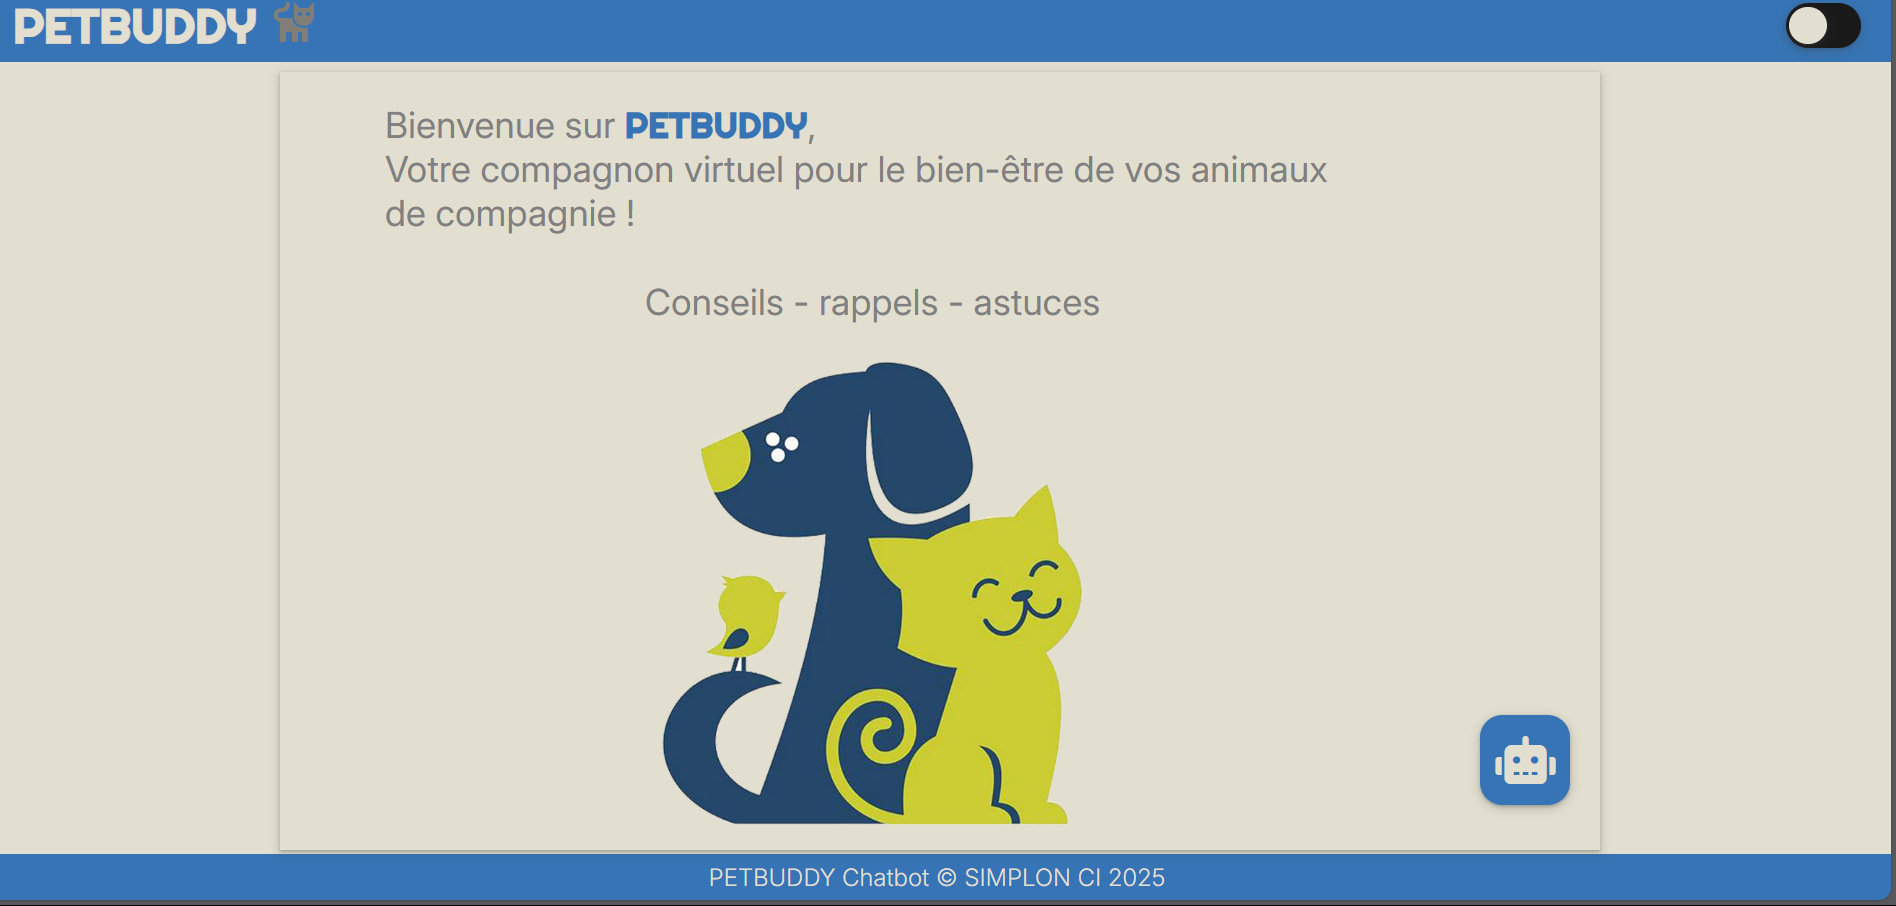 PETBUDDY
Bienvenue sur PETBUDDY,
Votre compagnon virtuel pour le bien-être de vos animaux
de compagnie !
Conseils - rappels - astuces
PETBUDDY Chatbot © SIMPLON CI 2025